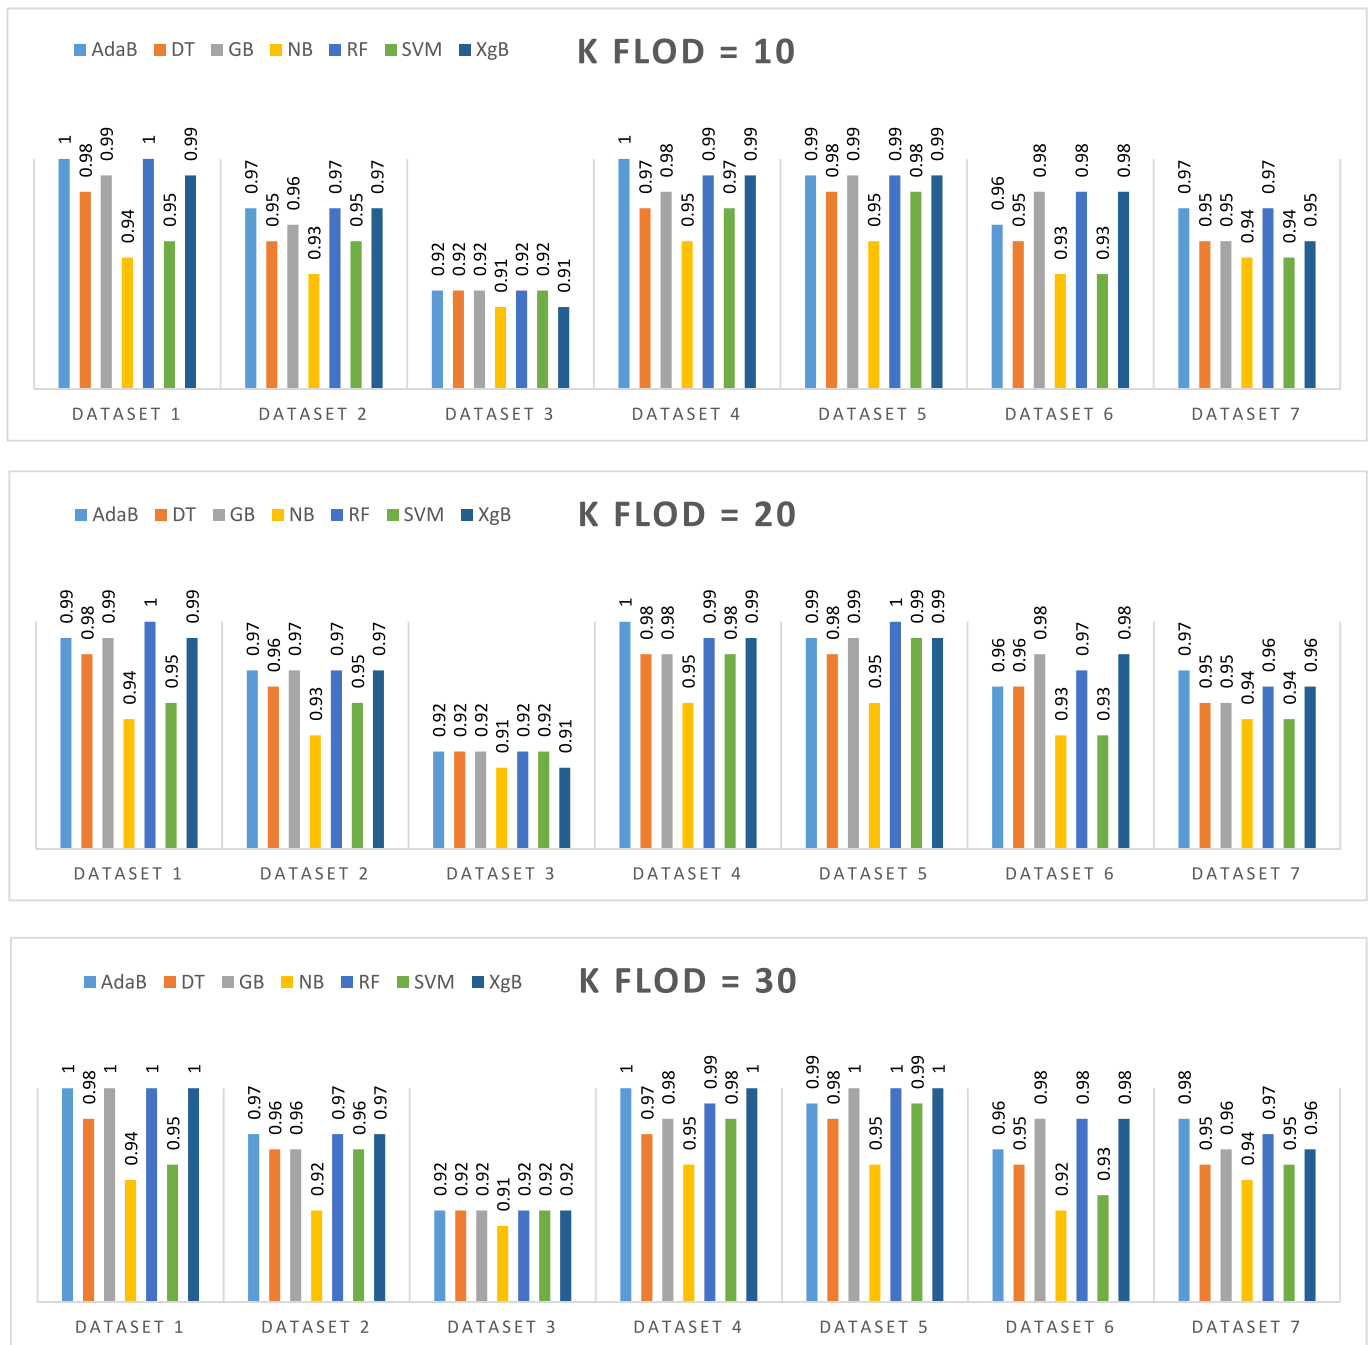 AdaB DT GB NB RF SVM XgB
K FLOD = 10
1 0.98 0.99 0.94 1 0.95 0.99
0.97 0.95 0.96 0.93 0.97 0.95 0.97
0.92 0.92 0.92 0.91 0.92 0.92 0.91
1 0.97 0.98 0.95 0.99 0.97 0.99
0.99 0.98 0.99 0.95 0.99 0.98 0.99
0.96 0.95 0.98 0.93 0.98 0.93 0.98
0.97 0.95 0.95 0.94 0.97 0.94 0.95
DATASET 1 DATASET 2 DATASET 3 DATASET 4 DATASET 5 DATASET 6 DATASET 7
AdaB DT GB NB RF SVM XgB
K FLOD = 20
0.99 0.98 0.99 0.94 1 0.95 0.99
0.97 0.96 0.97 0.93 0.97 0.95 0.97
0.92 0.92 0.92 0.91 0.92 0.92 0.91
1 0.98 0.98 0.95 0.99 0.98 0.99
0.99 0.98 0.99 0.95 1 0.99 0.99
0.96 0.96 0.98 0.93 0.97 0.93 0.98
0.97 0.95 0.95 0.94 0.96 0.94 0.96
DATASET 1 DATASET 2 DATASET 3 DATASET 4 DATASET 5 DATASET 6 DATASET 7
AdaB DT GB NB RF SVM XgB
K FLOD = 30
1 0.98 1 0.94 1 0.95 1
0.97 0.96 0.96 0.92 0.97 0.96 0.97
0.92 0.92 0.92 0.91 0.92 0.92 0.92
1 0.97 0.98 0.95 0.99 0.98 1
0.99 0.98 1 0.95 1 0.99 1
0.96 0.95 0.98 0.92 0.98 0.93 0.98
0.98 0.95 0.96 0.94 0.97 0.95 0.96
DATASET 1 DATASET 2 DATASET 3 DATASET 4 DATASET 5 DATASET 6 DATASET 7